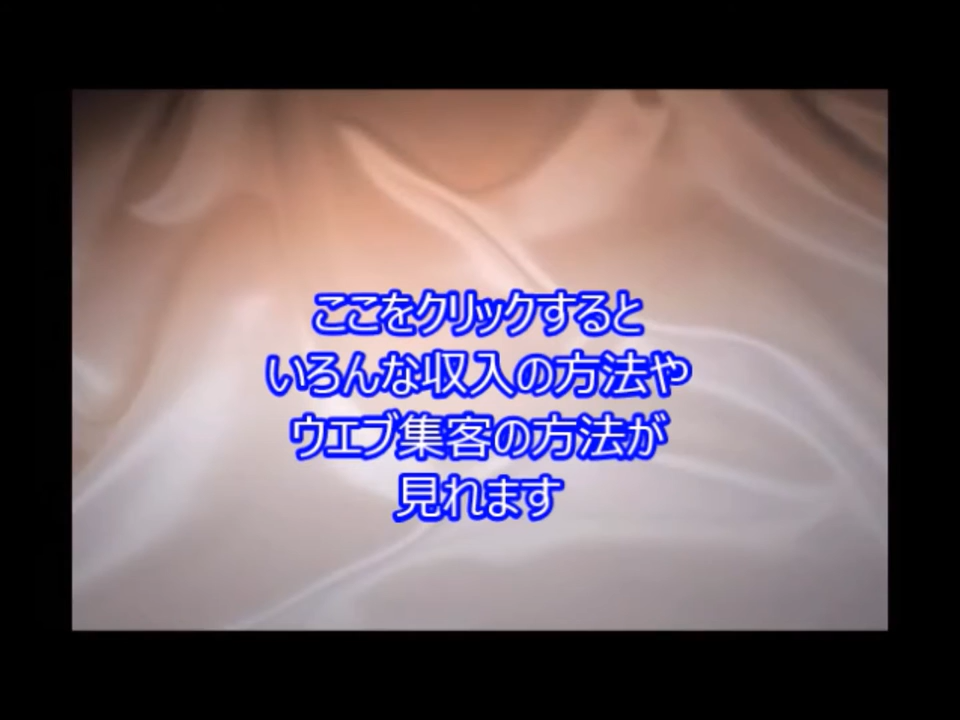 ここをクリックすると
いろんな収入の方法や
ウエブ集客の方法が
見れます